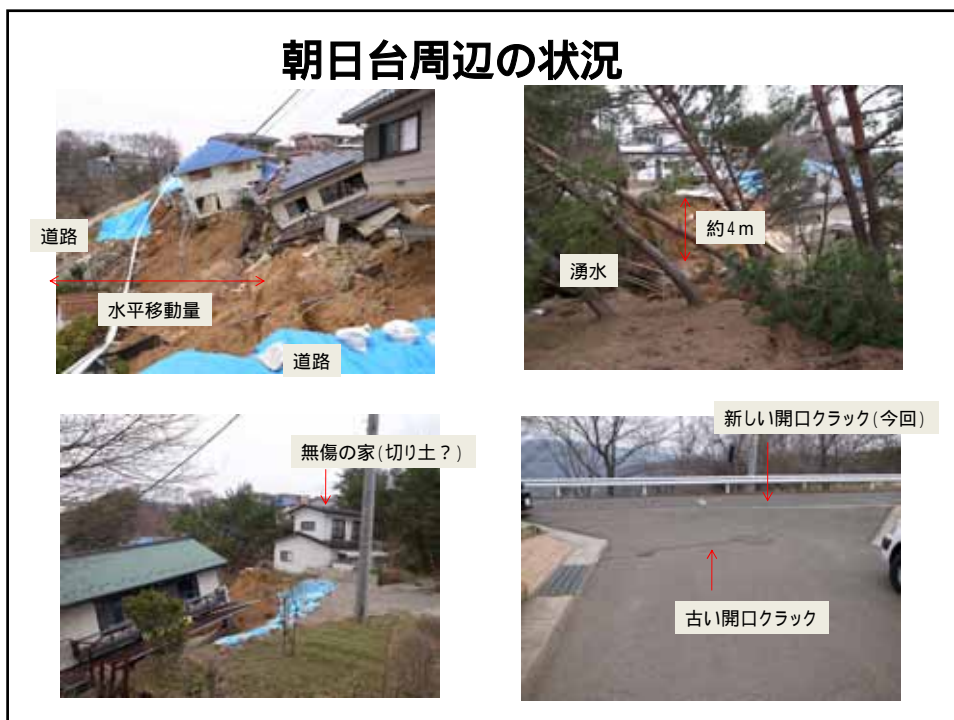 朝日台周辺の状況
道路
水平移動量
道路
約4m
湧水
無傷の家(切り土?)
新しい開口クラック(今回)
古い開口クラック